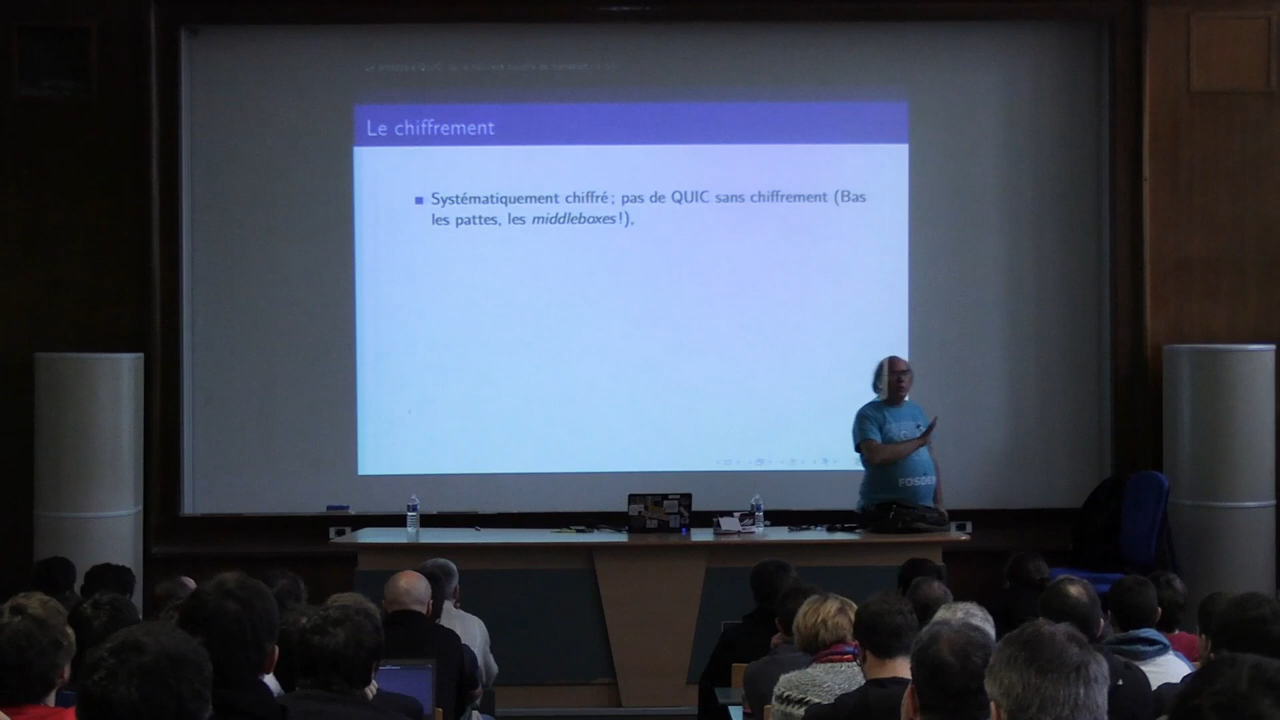 Le chiffrement
Systématiquement chiffré ; pas de QUIC sans chiffrement (Bas
les pattes, les middleboxes !),
FOSDEM